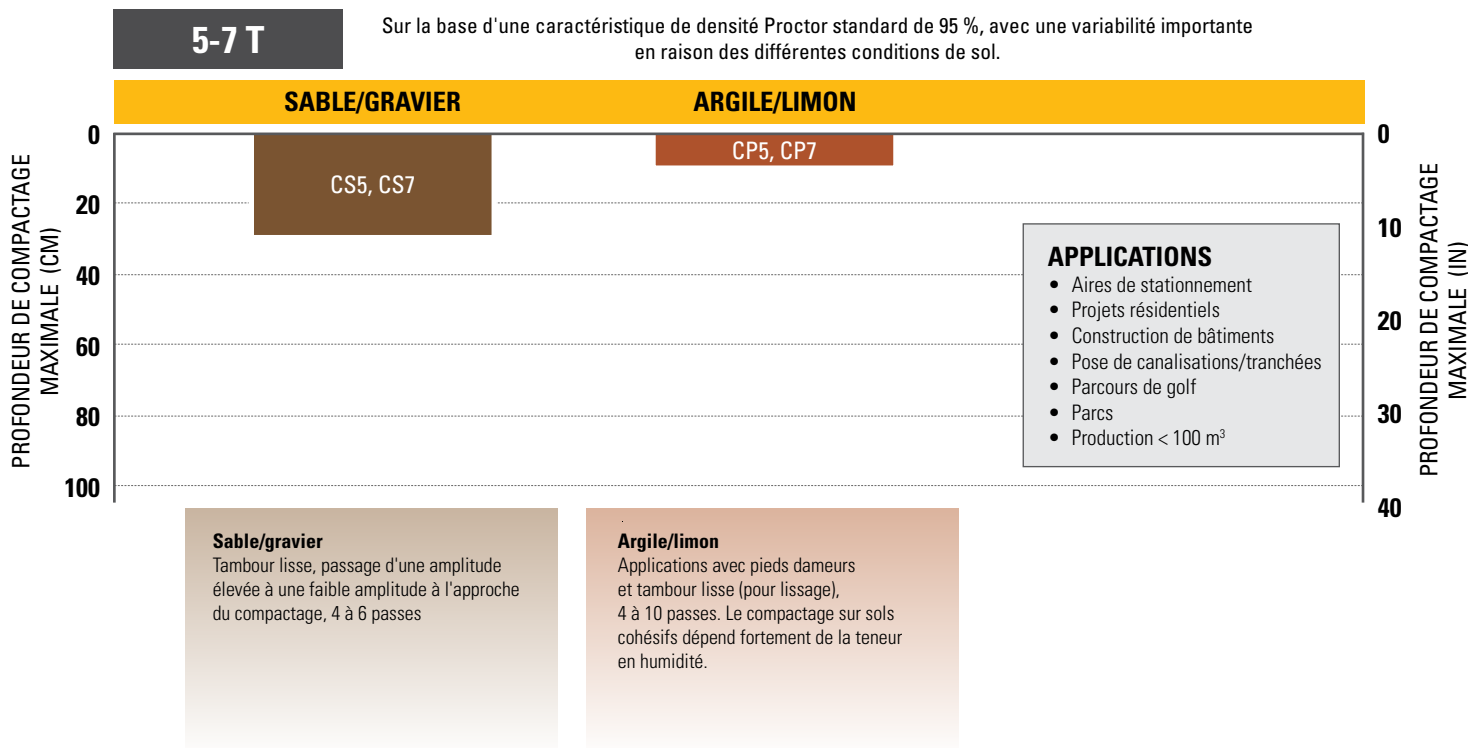 5-7 T
Sur la base d'une caractéristique de densité Proctor standard de 95 %, avec une variabilité importante
en raison des différentes conditions de sol.
SABLE/GRAVIER
ARGILE/LIMON
PROFONDEUR DE COMPACTAGE
MAXIMALE (CM)
0
20
40
60
80
100
CS5, CS7
CP5, CP7
APPLICATIONS
• Aires de stationnement
• Projets résidentiels
• Construction de bâtiments
• Pose de canalisations/tranchées
• Parcours de golf
• Parcs
• Production < 100 m³
0
10
20
30
40
PROFONDEUR DE COMPACTAGE
MAXIMALE (IN)
Sable/gravier
Tambour lisse, passage d'une amplitude
élevée à une faible amplitude à l'approche
du compactage, 4 à 6 passes
Argile/limon
Applications avec pieds dameurs
et tambour lisse (pour lissage),
4 à 10 passes. Le compactage sur sols
cohésifs dépend fortement de la teneur
en humidité.